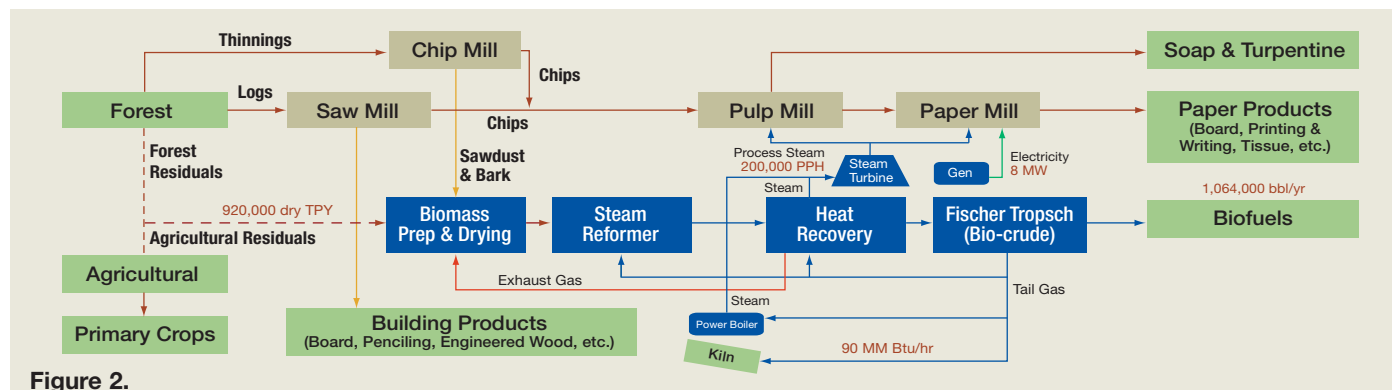 Thinnings
Chip Mill
Soap & Turpentine
Chips
Logs
Forest
Saw Mill
Chips
Pulp Mill
Paper Mill
Paper Products
(Board, Printing &
Writing, Tissue, etc.)
Forest
Residuals
Sawdust
& Bark
Process Steam
200,000 PPH
Steam
Turbine
Gen
Electricity
8 MW
Steam
1,064,000 bbl/yr
920,000 dry TPY
Agricultural Residuals
Biomass
Prep & Drying
Steam
Reformer
Heat
Recovery
Fischer Tropsch
(Bio-crude)
Biofuels
Agricultural
Exhaust Gas
Tail Gas
Steam
Primary Crops
Building Products
(Board, Penciling, Engineered Wood, etc.)
Power Boiler
Kiln
90 MM Btu/hr
Figure 2.